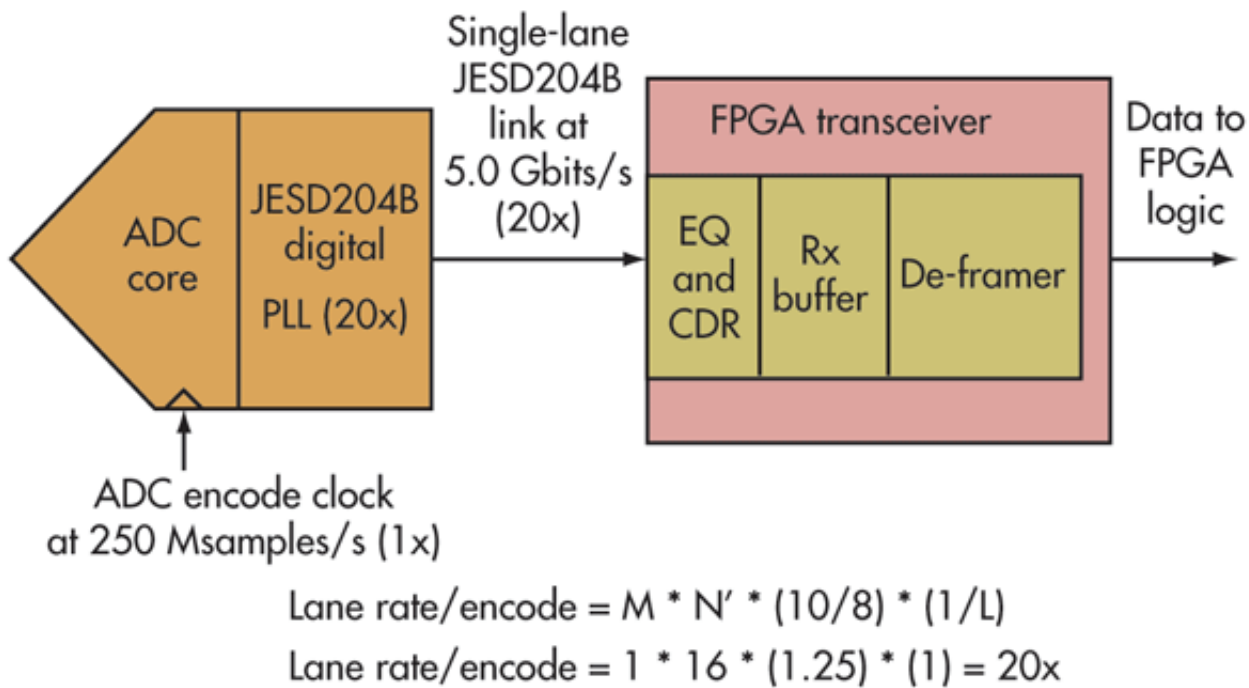 Single-lane
JESD204B
link at
5.0 Gbits/s
(20x)
FPGA transceiver
Data to
FPGA
logic
ADC
core
JESD204B
digital
PLL (20x)
EQ
and
CDR
Rx
buffer
De-framer
ADC encode clock
at 250 Msamples/s (1x)
Lane rate/encode = M * N′ * (10/8) * (1/L)
Lane rate/encode = 1 * 16 * (1.25) * (1) = 20x